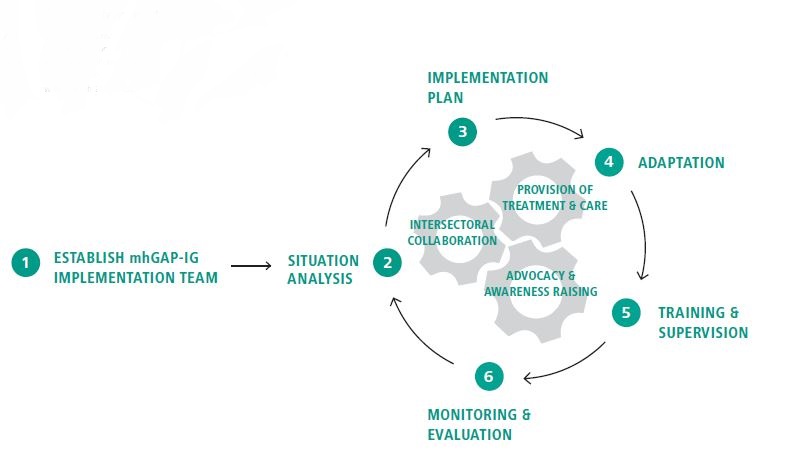 1
ESTABLISH mhGAP-IG
IMPLEMENTATION TEAM
SITUATION
ANALYSIS
2
IMPLEMENTATION
PLAN
3
4
ADAPTATION
5
TRAINING &
SUPERVISION
6
MONITORING &
EVALUATION
PROVISION OF
TREATMENT & CARE
INTERSECTORAL
COLLABORATION
ADVOCACY &
AWARENESS RAISING